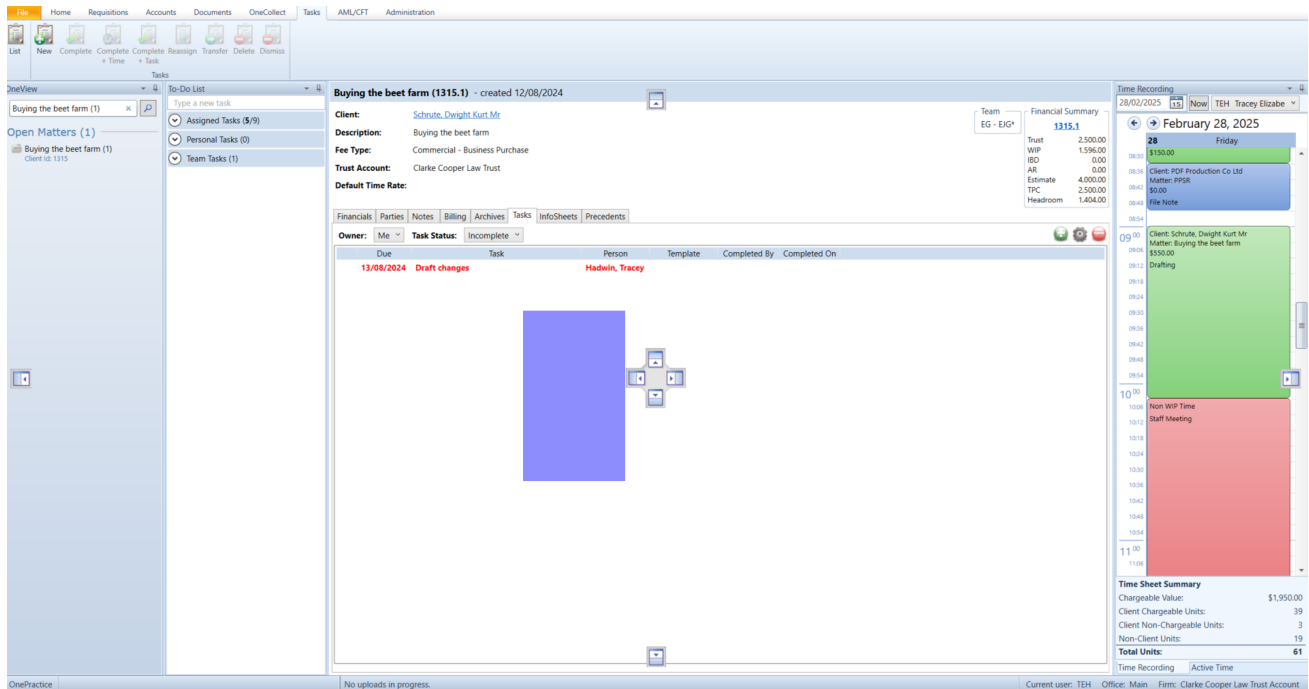 File Home Requisitions Accounts Documents OneCollect Tasks AML/CFT Administration
List New Complete Complete + Time Complete + Task Reassign Transfer Delete Dismiss
Tasks
OneView
Buying the beet farm (1)
Open Matters (1)
Buying the beet farm (1)
Client Id: 1315
To-Do List
Type a new task
Assigned Tasks (5/9)
Personal Tasks (0)
Team Tasks (1)
Buying the beet farm (1315.1) - created 12/08/2024
Client: Schrute, Dwight Kurt Mr
Description: Buying the beet farm
Fee Type: Commercial - Business Purchase
Trust Account: Clarke Cooper Law Trust
Default Time Rate:
Team
EG - EJG*
Financial Summary
1315.1
Trust 2,500.00
WIP 1,596.00
IBD 0.00
AR 0.00
Estimate 4,000.00
TPC 2,500.00
Headroom 1,404.00
Financials Parties Notes Billing Archives Tasks InfoSheets Precedents
Owner: Me Task Status: Incomplete
Due Task Person Template Completed By Completed On
13/08/2024 Draft changes Hadwin, Tracey
Time Recording
28/02/2025 15 Now TEH Tracey Elizabe
February 28, 2025
28 Friday
$150.00
08:30
08:36 Client: PDF Production Co Ltd
Matter: PPSR
08:42 $0.00
08:48 File Note
08:54
09 00 Client: Schrute, Dwight Kurt Mr
Matter: Buying the beet farm
09:06 $550.00
09:12 Drafting
09:18
09:24
09:30
09:36
09:42
09:48
09:54
10 00
10:06 Non WIP Time
10:12 Staff Meeting
10:18
10:24
10:30
10:36
10:42
10:48
10:54
11 00
11:06
Time Sheet Summary
Chargeable Value: $1,950.00
Client Chargeable Units: 39
Client Non-Chargeable Units: 3
Non-Client Units: 19
Total Units: 61
Time Recording Active Time
OnePractice No uploads in progress. Current user: TEH Office: Main Firm: Clarke Cooper Law Trust Account